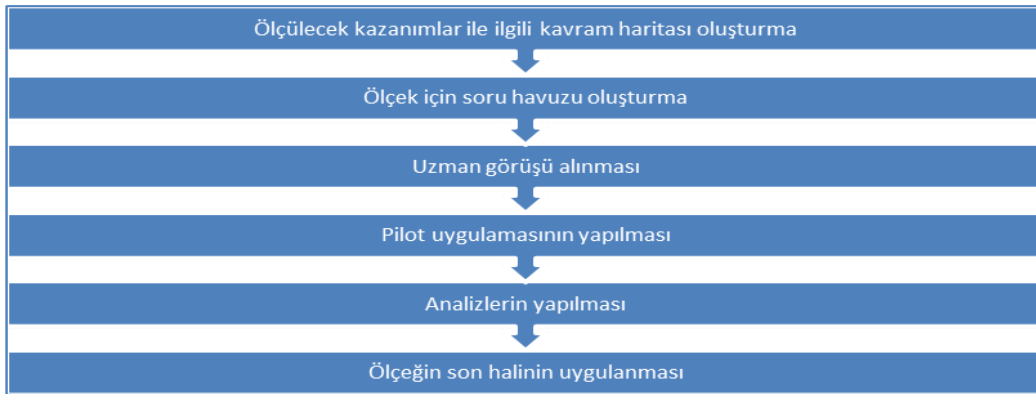 Ölçülecek kazanımlar ile ilgili kavram haritası oluşturma
Ölçek için soru havuzu oluşturma
Uzman görüşü alınması
Pilot uygulamasının yapılması
Analizlerin yapılması
Ölçeğin son halinin uygulanması